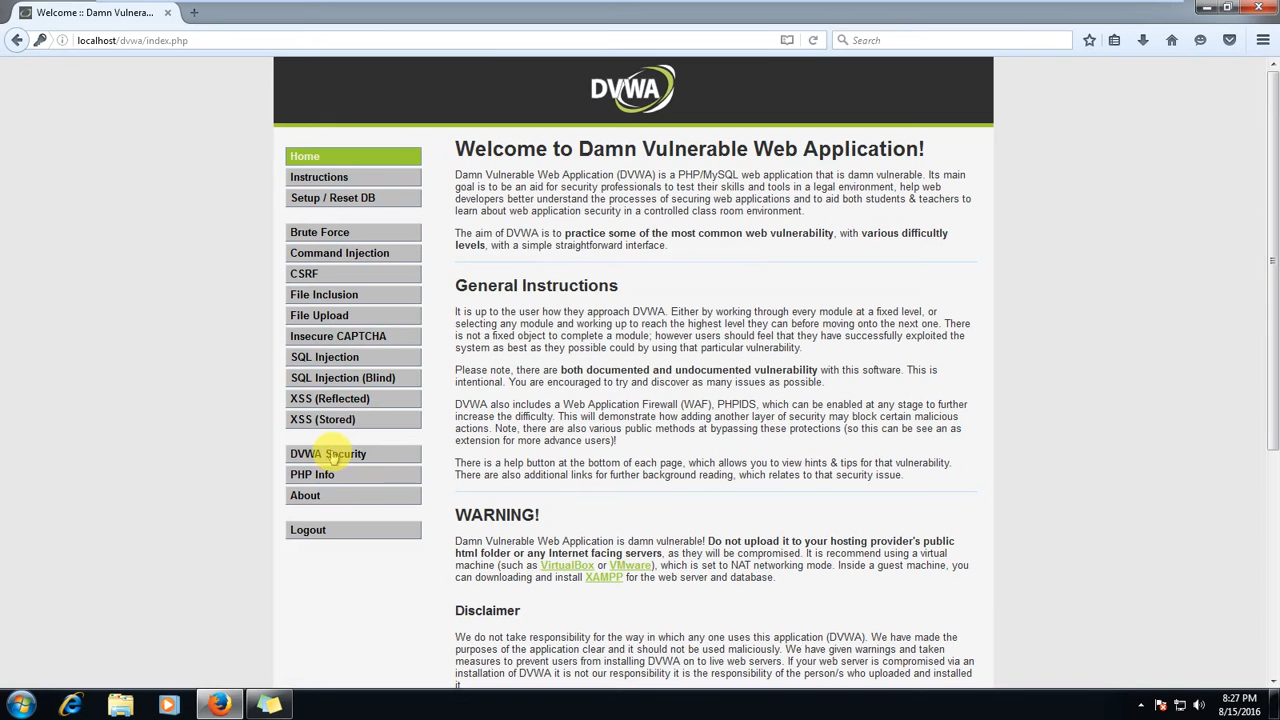 Welcome :: Damn Vulnera...
localhost/dvwa/index.php
Search
DVWA
Home
Instructions
Setup / Reset DB
Brute Force
Command Injection
CSRF
File Inclusion
File Upload
Insecure CAPTCHA
SQL Injection
SQL Injection (Blind)
XSS (Reflected)
XSS (Stored)
DVWA Security
PHP Info
About
Logout
Welcome to Damn Vulnerable Web Application!
Damn Vulnerable Web Application (DVWA) is a PHP/MySQL web application that is damn vulnerable. Its main
goal is to be an aid for security professionals to test their skills and tools in a legal environment, help web
developers better understand the processes of securing web applications and to aid both students & teachers to
learn about web application security in a controlled class room environment.
The aim of DVWA is to practice some of the most common web vulnerability, with various difficultly
levels, with a simple straightforward interface.
General Instructions
It is up to the user how they approach DVWA. Either by working through every module at a fixed level, or
selecting any module and working up to reach the highest level they can before moving onto the next one. There
is not a fixed object to complete a module; however users should feel that they have successfully exploited the
system as best as they possible could by using that particular vulnerability.
Please note, there are both documented and undocumented vulnerability with this software. This is
intentional. You are encouraged to try and discover as many issues as possible.
DVWA also includes a Web Application Firewall (WAF), PHPIDS, which can be enabled at any stage to further
increase the difficulty. This will demonstrate how adding another layer of security may block certain malicious
actions. Note, there are also various public methods at bypassing these protections (so this can be see an as
extension for more advance users)!
There is a help button at the bottom of each page, which allows you to view hints & tips for that vulnerability.
There are also additional links for further background reading, which relates to that security issue.
WARNING!
Damn Vulnerable Web Application is damn vulnerable! Do not upload it to your hosting provider's public
html folder or any Internet facing servers, as they will be compromised. It is recommend using a virtual
machine (such as VirtualBox or VMware), which is set to NAT networking mode. Inside a guest machine, you
can downloading and install XAMPP for the web server and database.
Disclaimer
We do not take responsibility for the way in which any one uses this application (DVWA). We have made the
purposes of the application clear and it should not be used maliciously. We have given warnings and taken
measures to prevent users from installing DVWA on to live web servers. If your web server is compromised via an
installation of DVWA it is not our responsibility it is the responsibility of the person/s who uploaded and installed
it.
8:27 PM
8/15/2016